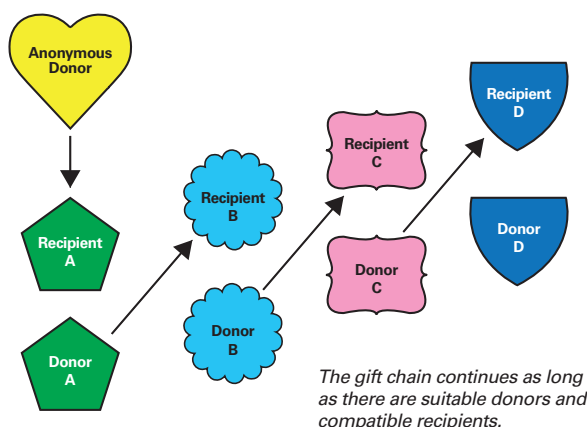 Anonymous
Donor
Recipient
A
Donor
A
Recipient
B
Donor
B
Recipient
C
Donor
C
Recipient
D
Donor
D
The gift chain continues as long
as there are suitable donors and
compatible recipients.